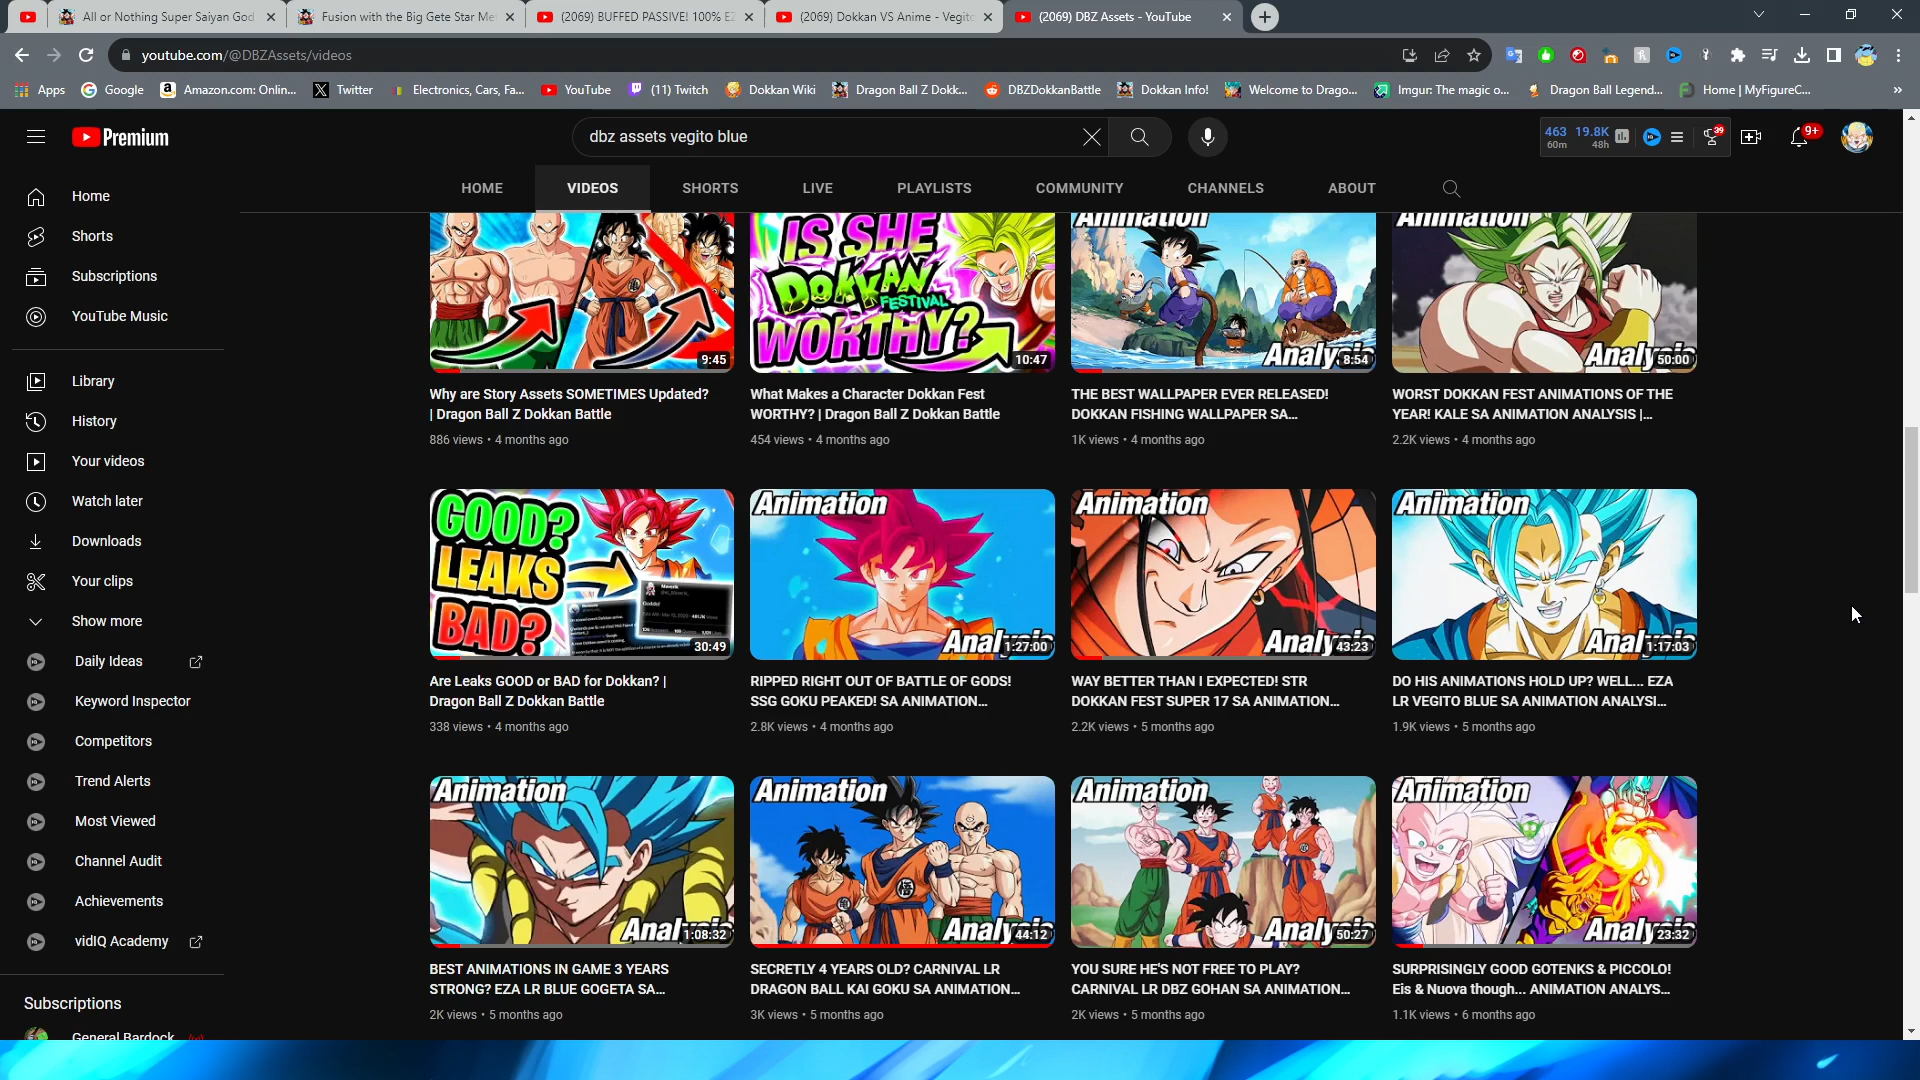 All or Nothing Super Saiyan God
Fusion with the Big Gete Star Me
(2069) BUFFED PASSIVE! 100% EZ
(2069) Dokkan VS Anime - Vegito
(2069) DBZ Assets - YouTube
youtube.com/@DBZAssets/videos
Apps
Google
Amazon.com: Onlin...
Twitter
Electronics, Cars, Fa...
YouTube
(11) Twitch
Dokkan Wiki
Dragon Ball Z Dokk...
DBZDokkanBattle
Dokkan Info!
Welcome to Drago...
Imgur: The magic o...
Dragon Ball Legend...
Home | MyFigureC...
»
Premium
dbz assets vegito blue
463 19.8K
60m 48h
39
9+
HOME
VIDEOS
SHORTS
LIVE
PLAYLISTS
COMMUNITY
CHANNELS
ABOUT
Home
Shorts
Subscriptions
YouTube Music
Library
History
Your videos
Watch later
Downloads
Your clips
Show more
Daily Ideas
Keyword Inspector
Competitors
Trend Alerts
Most Viewed
Channel Audit
Achievements
vidIQ Academy
Subscriptions
General Bardock
9:45
Why are Story Assets SOMETIMES Updated?
| Dragon Ball Z Dokkan Battle
886 views • 4 months ago
IS SHE
DOKKAN
FESTIVAL
WORTHY?
10:47
What Makes a Character Dokkan Fest
WORTHY? | Dragon Ball Z Dokkan Battle
454 views • 4 months ago
Animation
Analysis
8:54
THE BEST WALLPAPER EVER RELEASED!
DOKKAN FISHING WALLPAPER SA...
1K views • 4 months ago
Animation
Analysis
50:00
WORST DOKKAN FEST ANIMATIONS OF THE
YEAR! KALE SA ANIMATION ANALYSIS |...
2.2K views • 4 months ago
GOOD?
LEAKS
BAD?
30:49
Are Leaks GOOD or BAD for Dokkan? |
Dragon Ball Z Dokkan Battle
338 views • 4 months ago
Animation
Analysis
1:27:00
RIPPED RIGHT OUT OF BATTLE OF GODS!
SSG GOKU PEAKED! SA ANIMATION...
2.8K views • 4 months ago
Animation
Analysis
43:23
WAY BETTER THAN I EXPECTED! STR
DOKKAN FEST SUPER 17 SA ANIMATION...
2.2K views • 5 months ago
Animation
Analysis
1:17:03
DO HIS ANIMATIONS HOLD UP? WELL... EZA
LR VEGITO BLUE SA ANIMATION ANALYSI...
1.9K views • 5 months ago
Animation
Analysis
1:08:32
BEST ANIMATIONS IN GAME 3 YEARS
STRONG? EZA LR BLUE GOGETA SA...
2K views • 5 months ago
Animation
Analysis
44:12
SECRETLY 4 YEARS OLD? CARNIVAL LR
DRAGON BALL KAI GOKU SA ANIMATION...
3K views • 5 months ago
Animation
Analysis
50:27
YOU SURE HE'S NOT FREE TO PLAY?
CARNIVAL LR DBZ GOHAN SA ANIMATION...
2K views • 5 months ago
Animation
Analysis
23:32
SURPRISINGLY GOOD GOTENKS & PICCOLO!
Eis & Nuova though... ANIMATION ANALYS...
1.1K views • 6 months ago